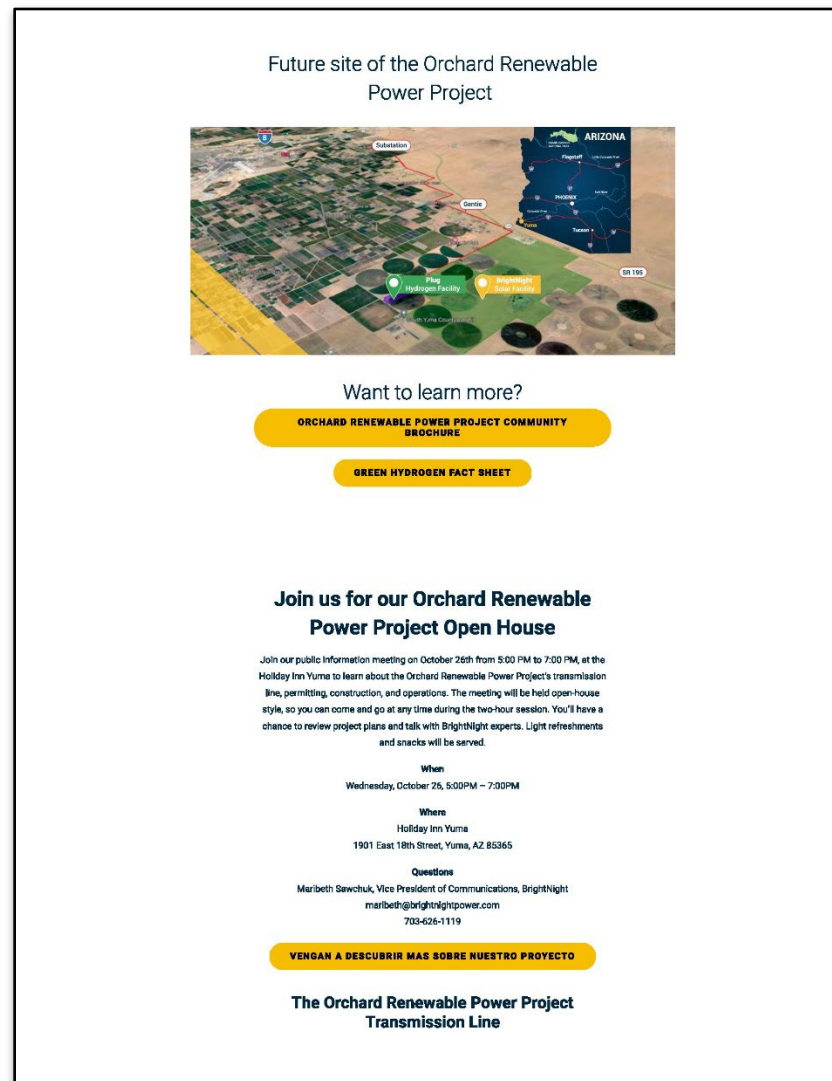 Future site of the Orchard Renewable
Power Project
8
Substation
ARIZONA
Flagstaff
Gentie
PHOENIX
Yuma
Tucson
SR 195
Plug
Hydrogen Facility
BrightNight
Solar Facility
Want to learn more?
ORCHARD RENEWABLE POWER PROJECT COMMUNITY
BROCHURE
GREEN HYDROGEN FACT SHEET
Join us for our Orchard Renewable
Power Project Open House
Join our public information meeting on October 26th from 5:00 PM to 7:00 PM, at the
Holiday Inn Yuma to learn about the Orchard Renewable Power Project's transmission
line, permitting, construction, and operations. The meeting will be held open-house
style, so you can come and go at any time during the two-hour session. You'll have a
chance to review project plans and talk with BrightNight experts. Light refreshments
and snacks will be served.
When
Wednesday, October 26, 5:00PM – 7:00PM
Where
Holiday Inn Yuma
1901 East 18th Street, Yuma, AZ 85365
Questions
Maribeth Sawchuk, Vice President of Communications, BrightNight
maribeth@brightnightpower.com
703-626-1119
VENGAN A DESCUBRIR MAS SOBRE NUESTRO PROYECTO
The Orchard Renewable Power Project
Transmission Line